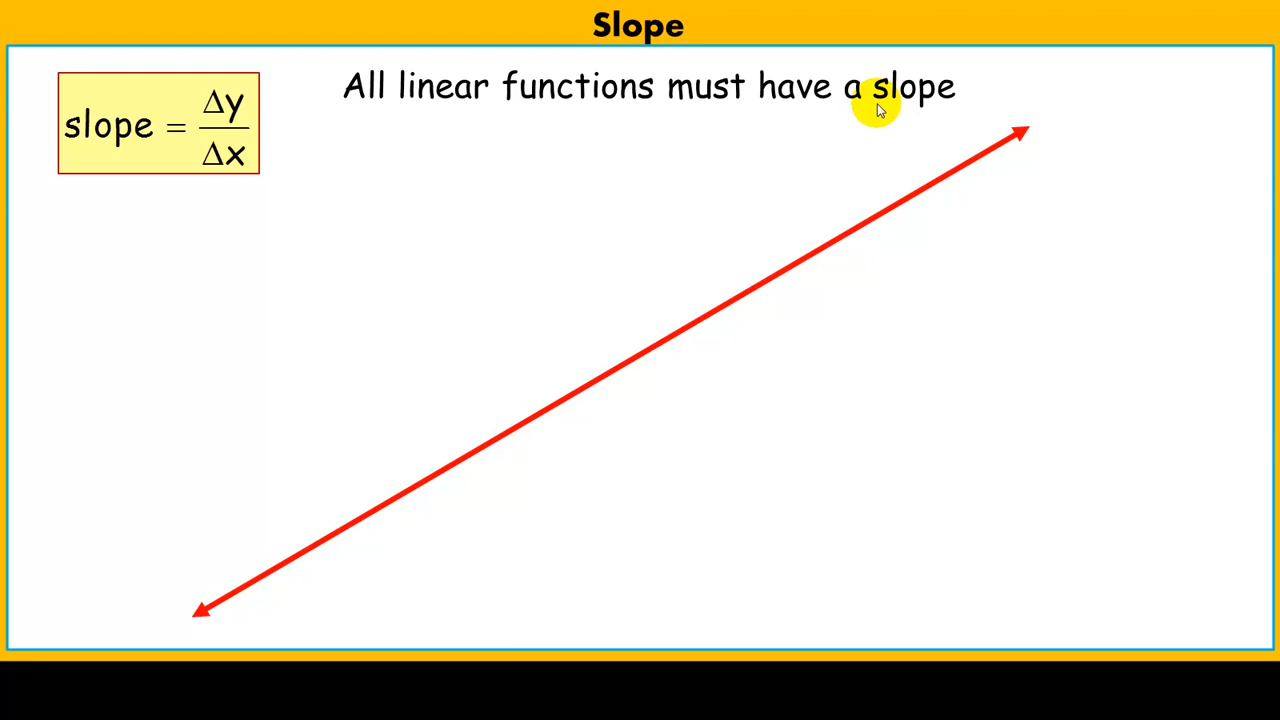 Slope
All linear functions must have a slope
slope = Δy/Δx